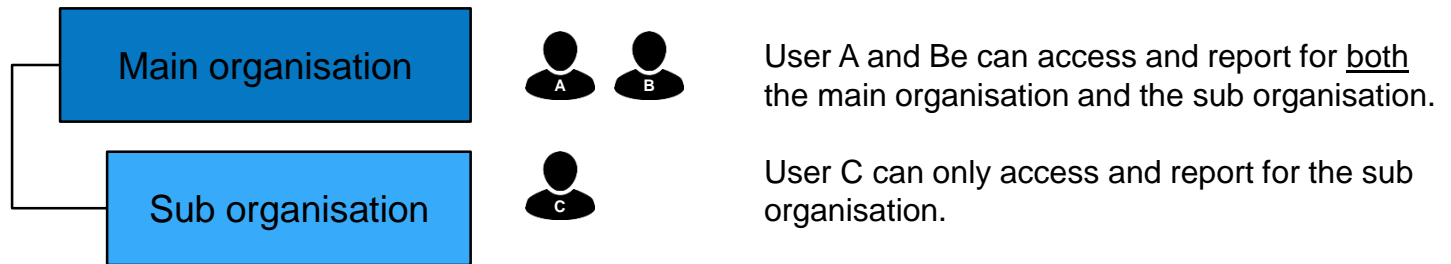 Main organisation
A
B
User A and Be can access and report for both
the main organisation and the sub organisation.
Sub organisation
C
User C can only access and report for the sub
organisation.